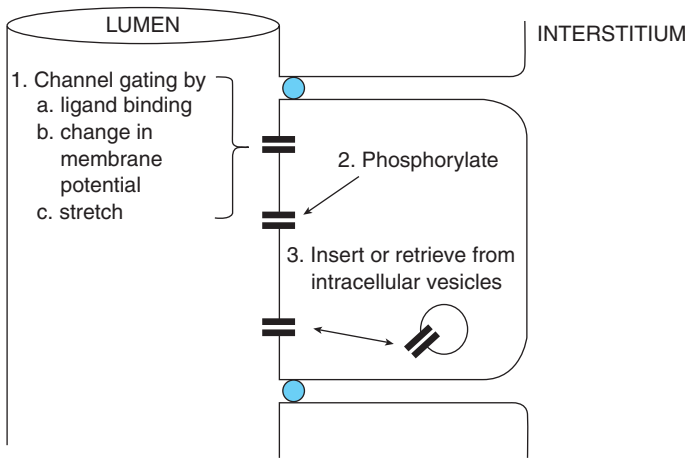 LUMEN
INTERSTITIUM
1. Channel gating by
a. ligand binding
b. change in
membrane
potential
c. stretch
2. Phosphorylate
3. Insert or retrieve from
intracellular vesicles